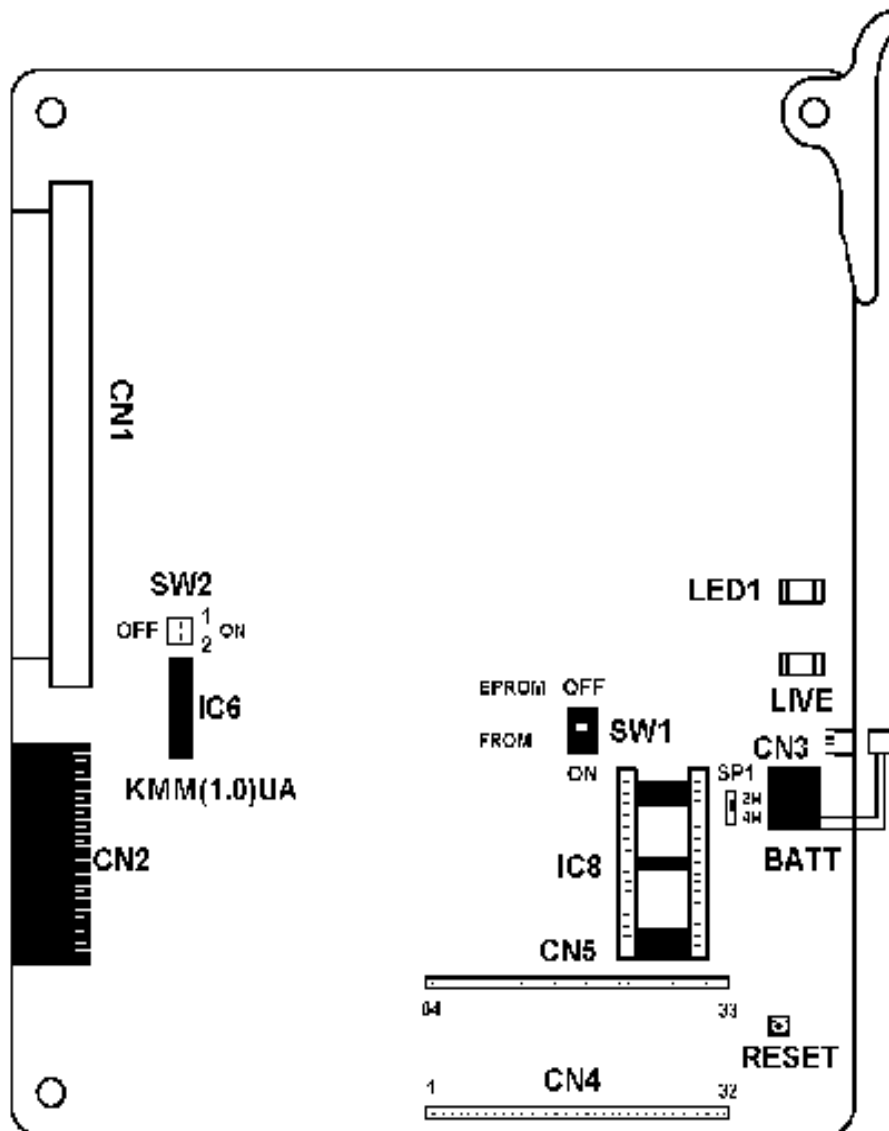 CN1
SW2
OFF 1 ON
2
IC6
KMM(1.0)UA
CN2
LED1
LIVE
EPROM OFF
FROM SW1
ON
CN3
SP1
2M
4M
BATT
IC8
CN5
64 33
RESET
CN4
1 32